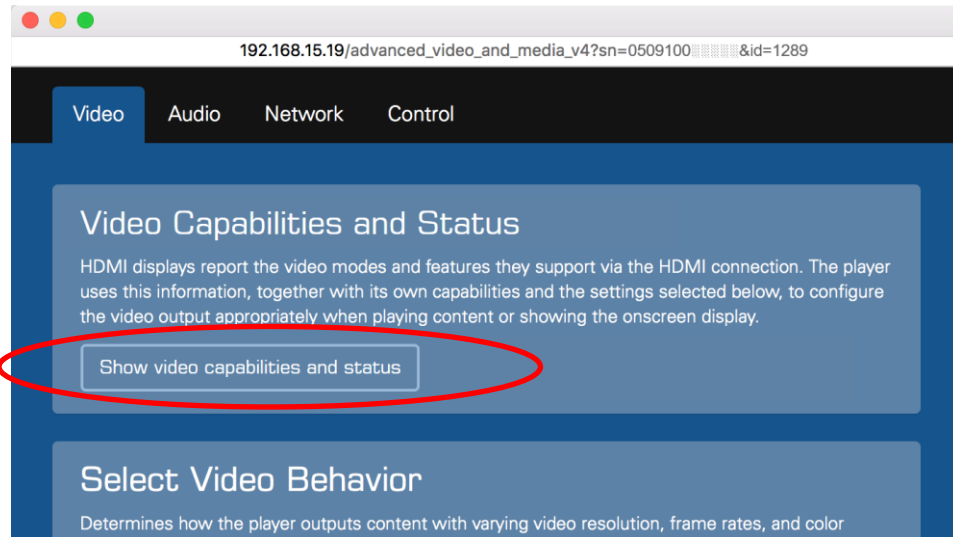 192.168.15.19/advanced_video_and_media_v4?sn=0509100 &id=1289
Video Audio Network Control
Video Capabilities and Status
HDMI displays report the video modes and features they support via the HDMI connection. The player
uses this information, together with its own capabilities and the settings selected below, to configure
the video output appropriately when playing content or showing the onscreen display.
Show video capabilities and status
Select Video Behavior
Determines how the player outputs content with varying video resolution, frame rates, and color